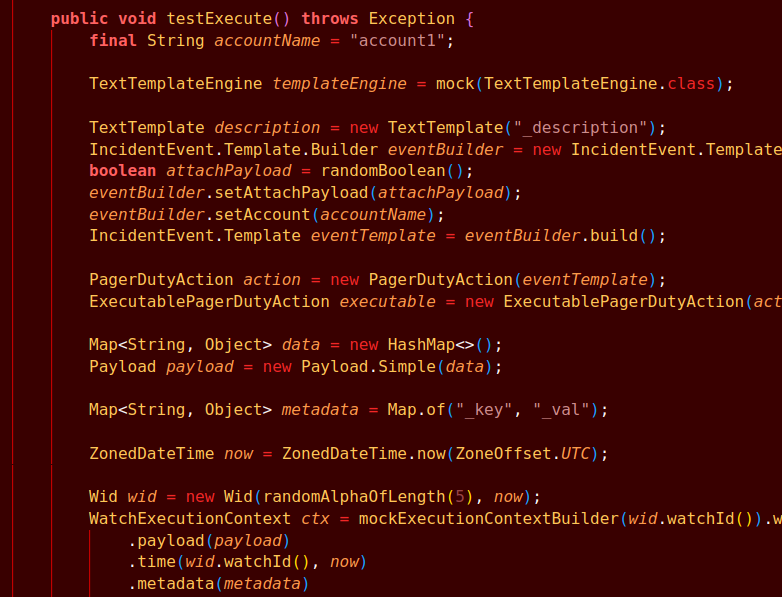 public void testExecute() throws Exception {
final String accountName = "account1";
TextTemplateEngine templateEngine = mock(TextTemplateEngine.class);
TextTemplate description = new TextTemplate("_description");
IncidentEvent.Template.Builder eventBuilder = new IncidentEvent.Template
boolean attachPayload = randomBoolean();
eventBuilder.setAttachPayload(attachPayload);
eventBuilder.setAccount(accountName);
IncidentEvent.Template eventTemplate = eventBuilder.build();
PagerDutyAction action = new PagerDutyAction(eventTemplate);
ExecutablePagerDutyAction executable = new ExecutablePagerDutyAction(act
Map<String, Object> data = new HashMap<>();
Payload payload = new Payload.Simple(data);
Map<String, Object> metadata = Map.of("_key", "_val");
ZonedDateTime now = ZonedDateTime.now(ZoneOffset.UTC);
Wid wid = new Wid(randomAlphaOfLength(5), now);
WatchExecutionContext ctx = mockExecutionContextBuilder(wid.watchId()).w
.payload(payload)
.time(wid.watchId(), now)
.metadata(metadata)